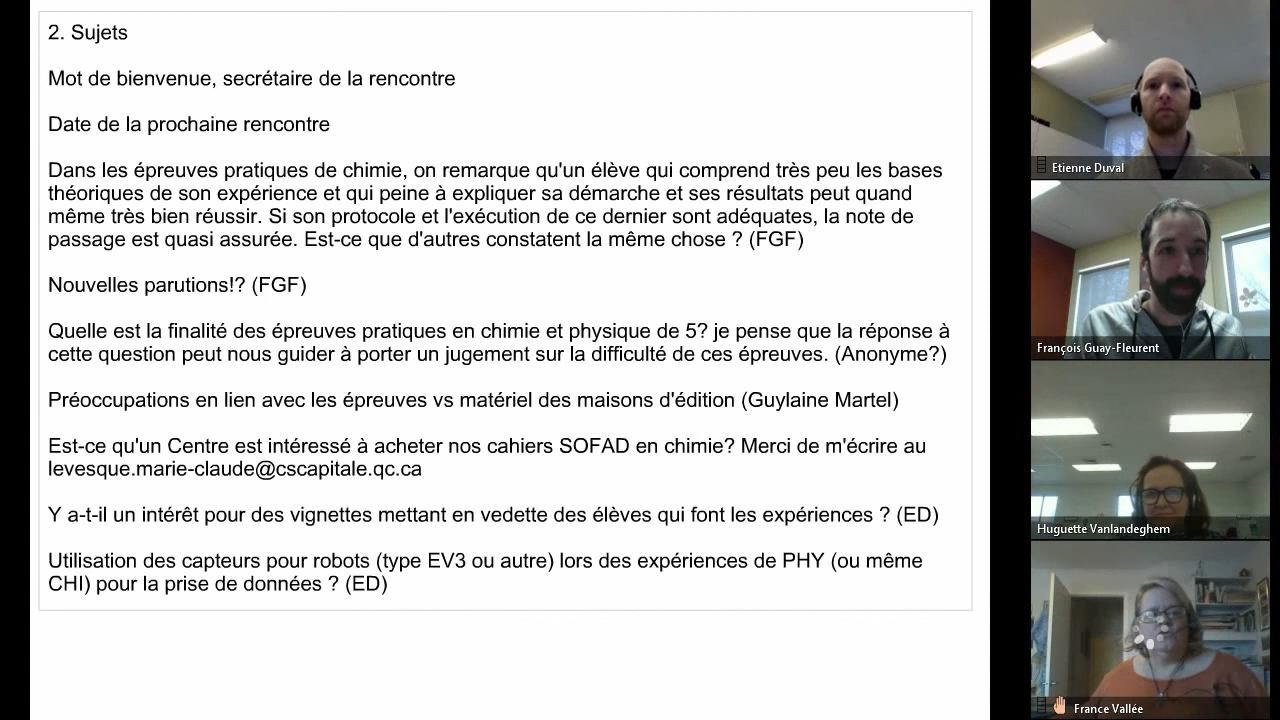 2. Sujets
Mot de bienvenue, secrétaire de la rencontre
Date de la prochaine rencontre
Dans les épreuves pratiques de chimie, on remarque qu'un élève qui comprend très peu les bases
théoriques de son expérience et qui peine à expliquer sa démarche et ses résultats peut quand
même très bien réussir. Si son protocole et l'exécution de ce dernier sont adéquates, la note de
passage est quasi assurée. Est-ce que d'autres constatent la même chose ? (FGF)
Nouvelles parutions!? (FGF)
Quelle est la finalité des épreuves pratiques en chimie et physique de 5? je pense que la réponse à
cette question peut nous guider à porter un jugement sur la difficulté de ces épreuves. (Anonyme?)
Préoccupations en lien avec les épreuves vs matériel des maisons d'édition (Guylaine Martel)
Est-ce qu'un Centre est intéressé à acheter nos cahiers SOFAD en chimie? Merci de m'écrire au
levesque.marie-claude@cscapitale.qc.ca
Y a-t-il un intérêt pour des vignettes mettant en vedette des élèves qui font les expériences ? (ED)
Utilisation des capteurs pour robots (type EV3 ou autre) lors des expériences de PHY (ou même
CHI) pour la prise de données ? (ED)
Etienne Duval
François Guay-Fleurent
Huguette Vanlandeghem
France Vallée